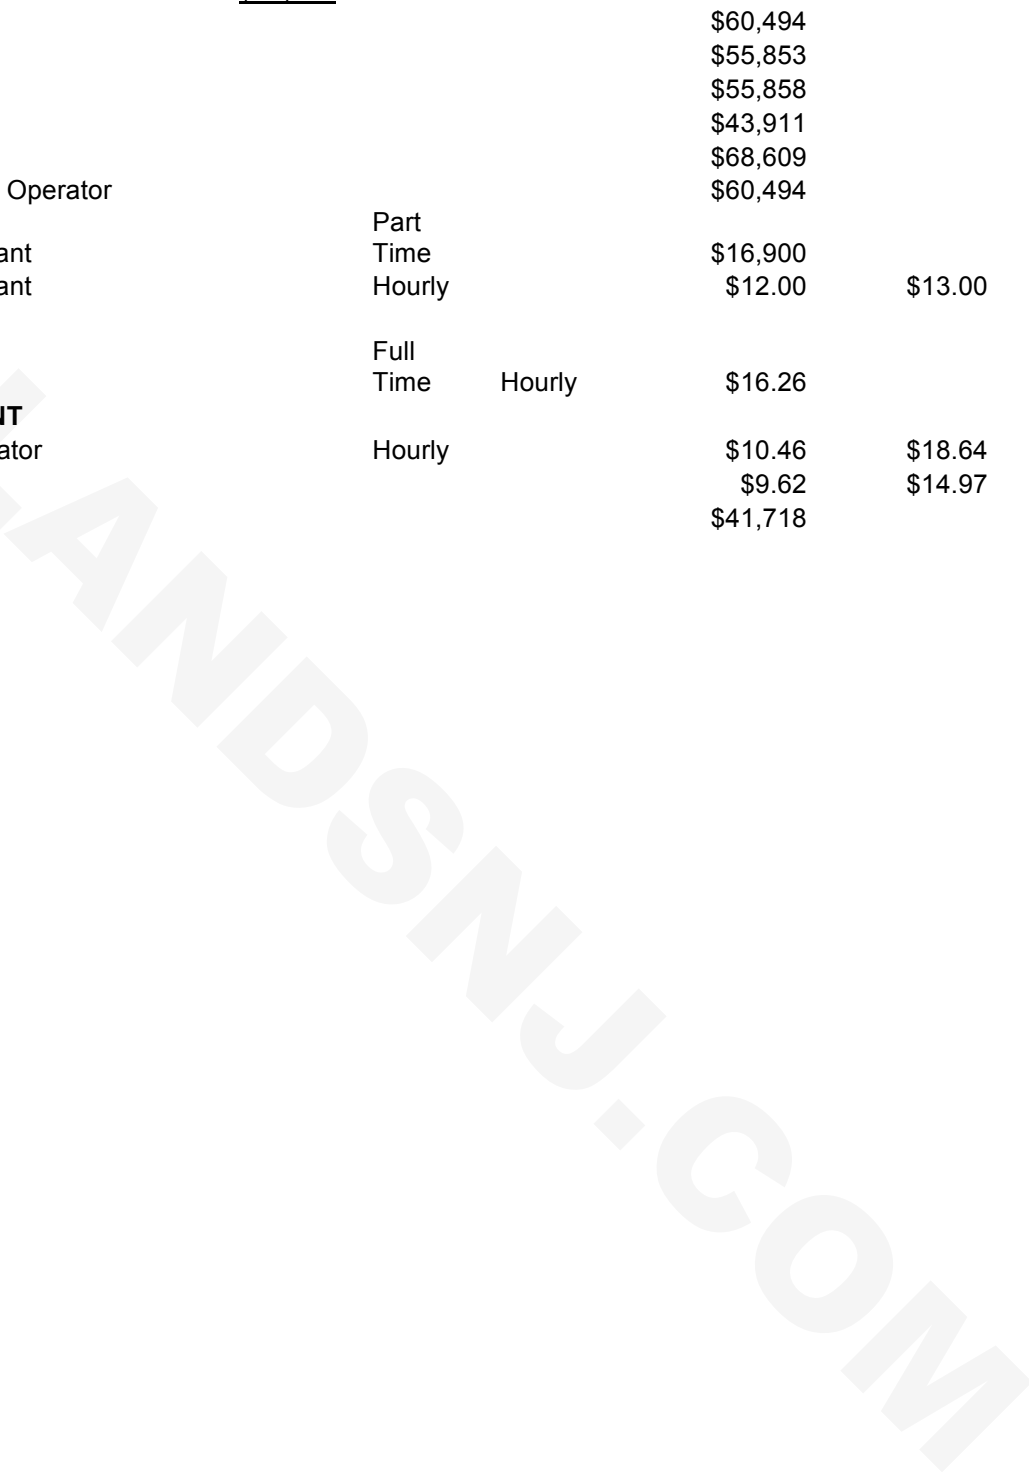 $60,494
$55,853
$55,858
$43,911
$68,609
Operator $60,494
Part
ant Time $16,900
ant Hourly $12.00 $13.00
Full
Time Hourly $16.26
NT
ator Hourly $10.46 $18.64
$9.62 $14.97
$41,718
LANDSNJ.COM